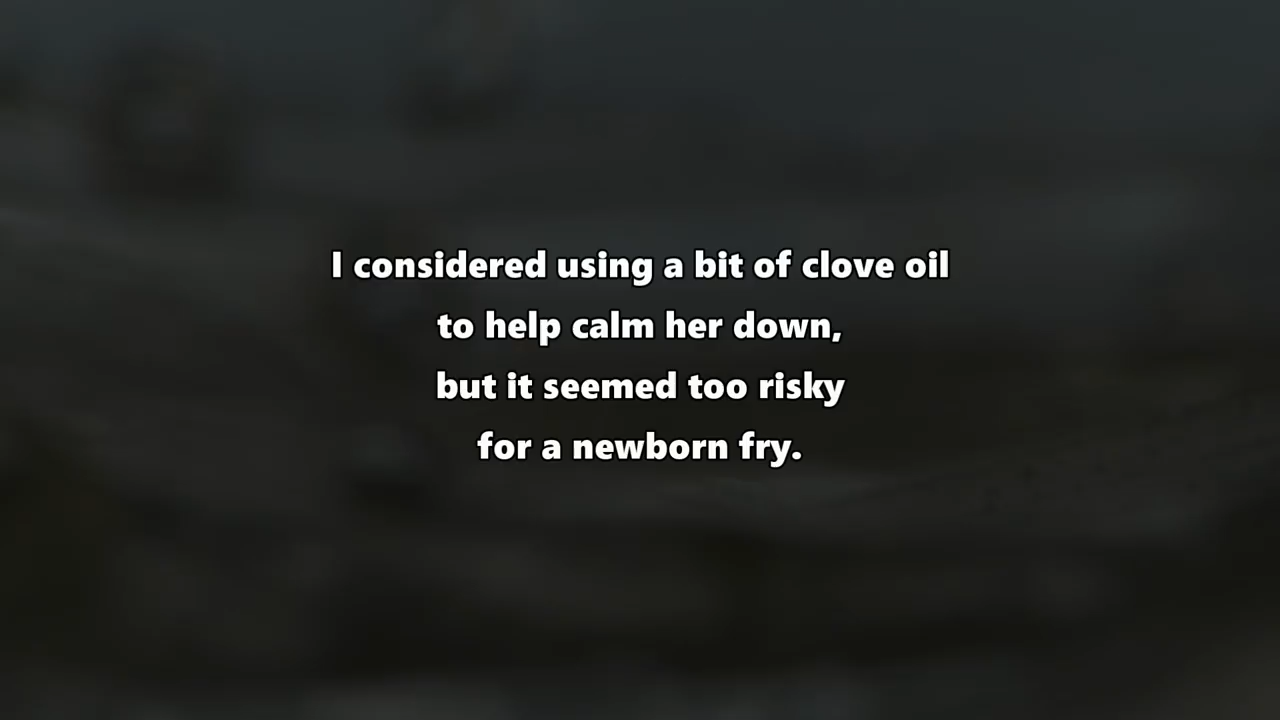 I considered using a bit of clove oil
to help calm her down,
but it seemed too risky
for a newborn fry.